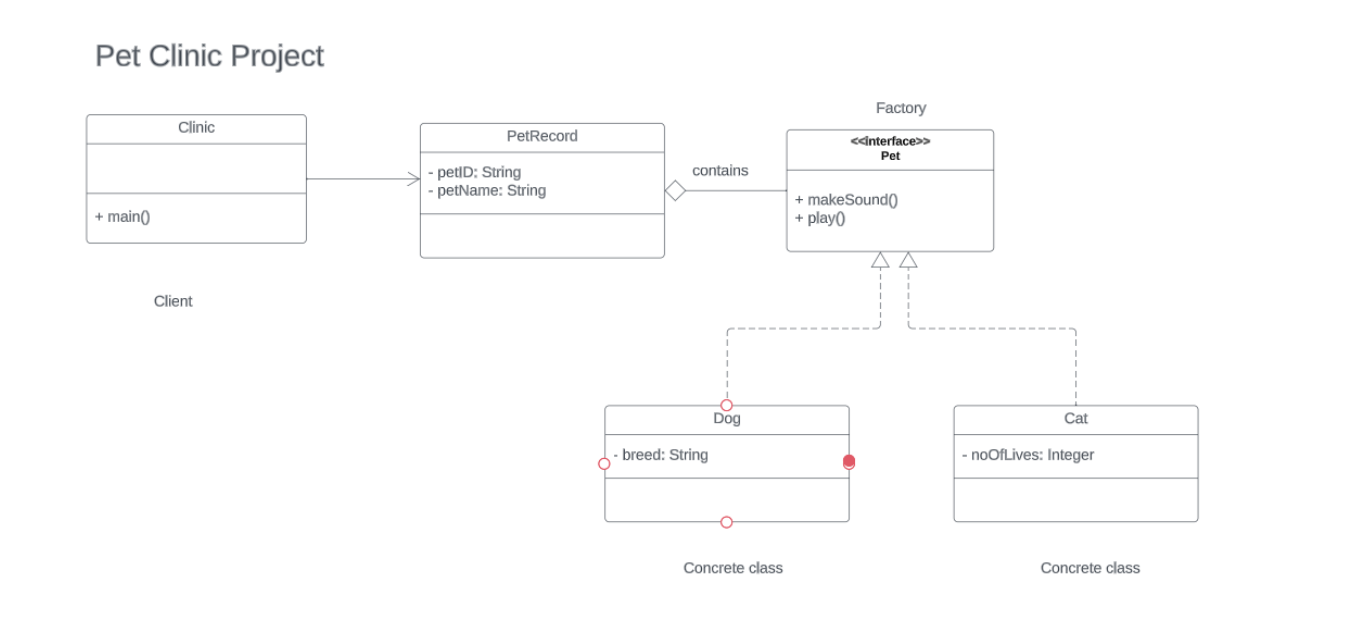 Pet Clinic Project
Clinic
+ main()
Client
PetRecord
- petID: String
- petName: String
contains
Factory
<<interface>>
Pet
+ makeSound()
+ play()
Dog
- breed: String
Concrete class
Cat
- noOfLives: Integer
Concrete class